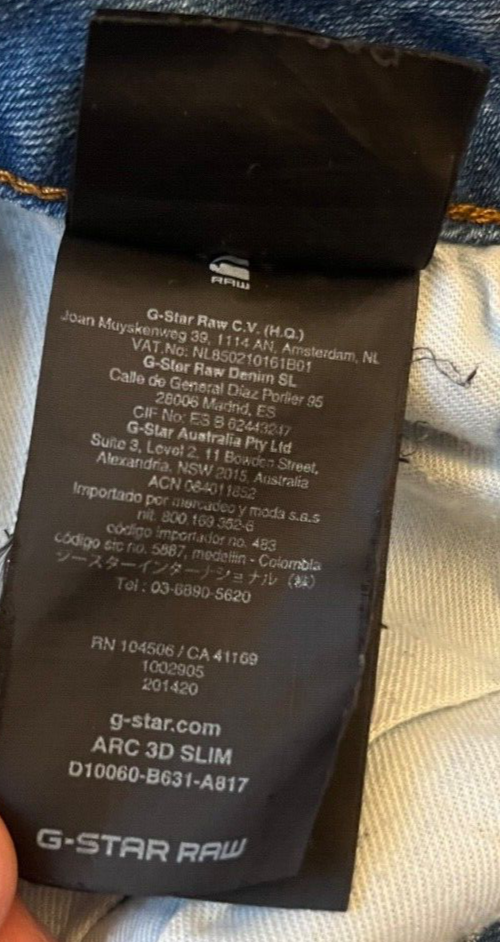 RAW
G-Star Raw C.V. (H.Q.)
Joan Muyskenweg 39, 1114 AN, Amsterdam, NL
VAT.No: NL850210161B01
G-Star Raw Denim SL
Calle de General Díaz Porlier 95
28006 Madrid, ES
CIF No: ES B 62443247
G-Star Australia Pty Ltd
Suite 3, Level 2, 11 Bowden Street,
Alexandria, NSW 2015, Australia
ACN 084011652
Importado por mercadeo y moda s.a.s
nit. 800.169.352-6
código importador no. 483
código sic no. 5887, medellin - Colombia
ジースターインターナショナル (株)
Tel : 03-6890-5620
RN 104506 / CA 41169
1002905
201420
g-star.com
ARC 3D SLIM
D10060-B631-A817
G-STAR RAW